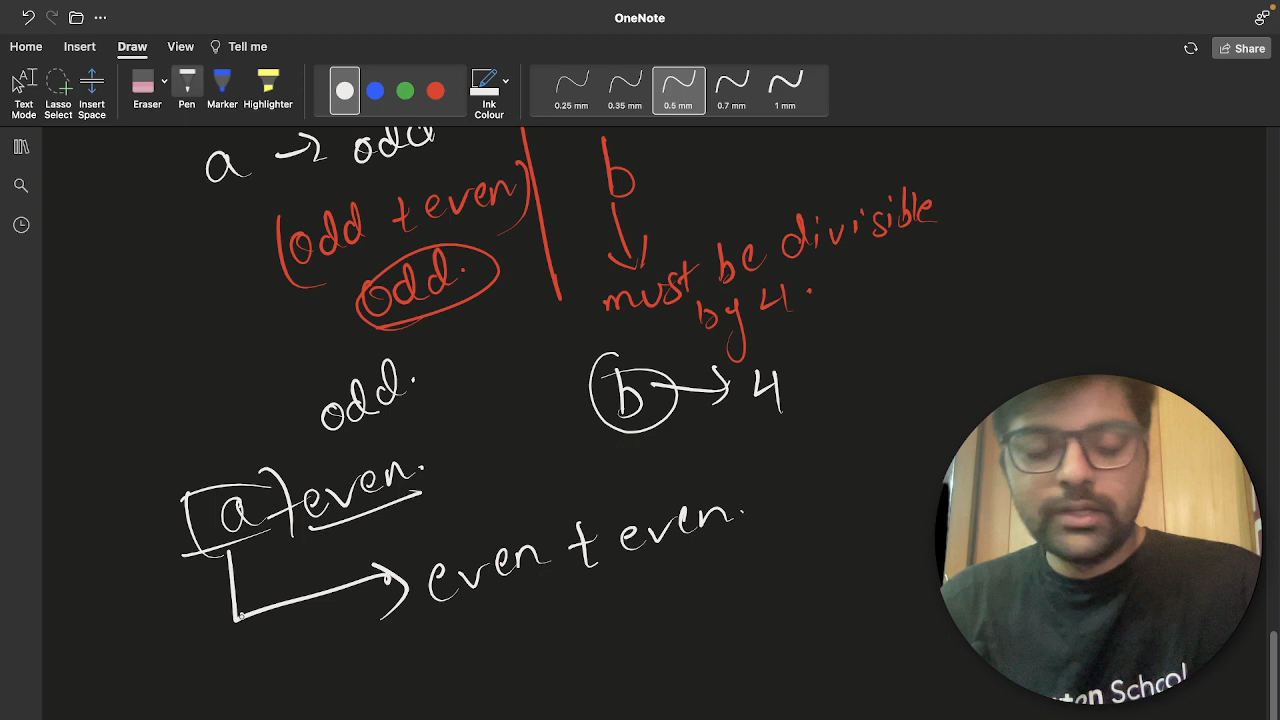 OneNote
Home Insert Draw View Tell me
Share
Text Mode
Lasso Select
Insert Space
Eraser
Pen
Marker
Highlighter
Ink Colour
0.25 mm
0.35 mm
0.5 mm
0.7 mm
1 mm
a → odd
(odd + even)
odd.
b
must be divisible
by 4.
odd.
b → 4
a) even.
even + even.
School